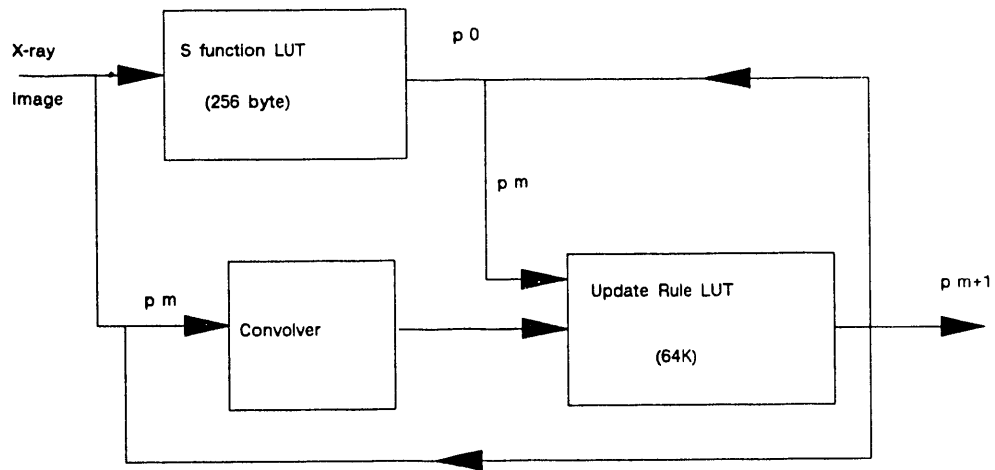 X-ray
image
S function LUT
(256 byte)
p 0
p m
p m
Convolver
Update Rule LUT
(64K)
p m+1